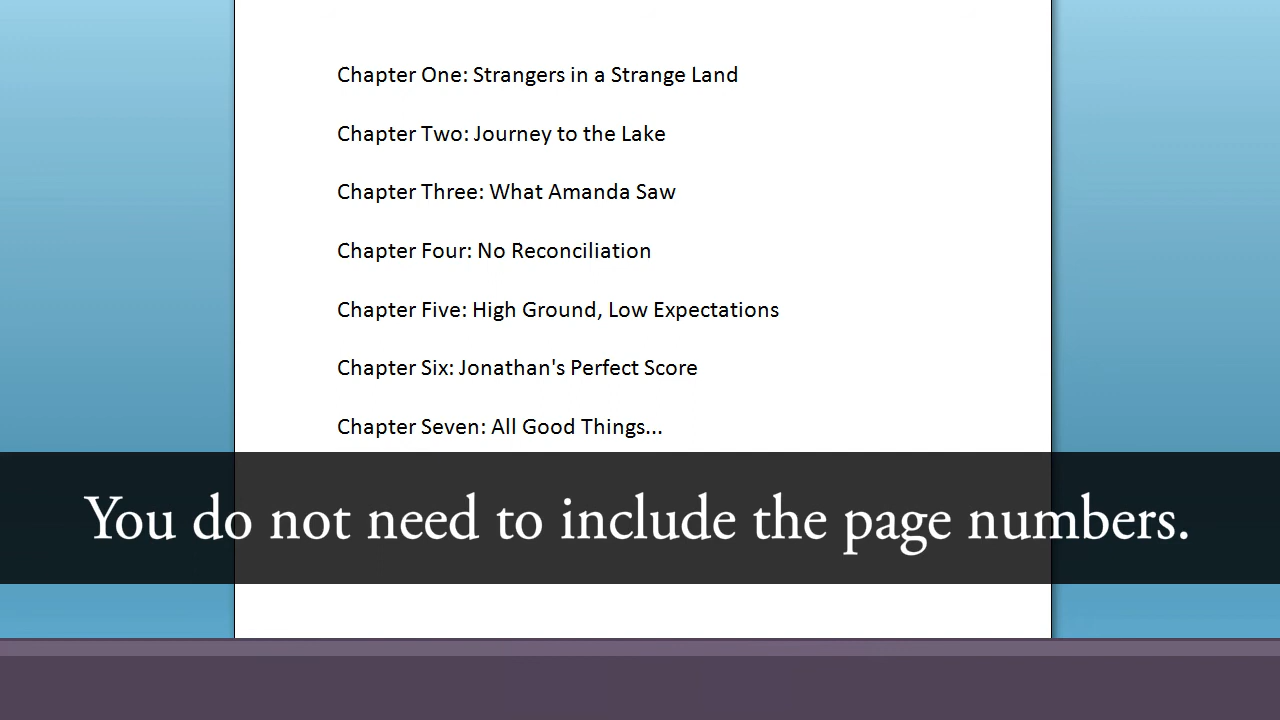 Chapter One: Strangers in a Strange Land
Chapter Two: Journey to the Lake
Chapter Three: What Amanda Saw
Chapter Four: No Reconciliation
Chapter Five: High Ground, Low Expectations
Chapter Six: Jonathan's Perfect Score
Chapter Seven: All Good Things...
You do not need to include the page numbers.